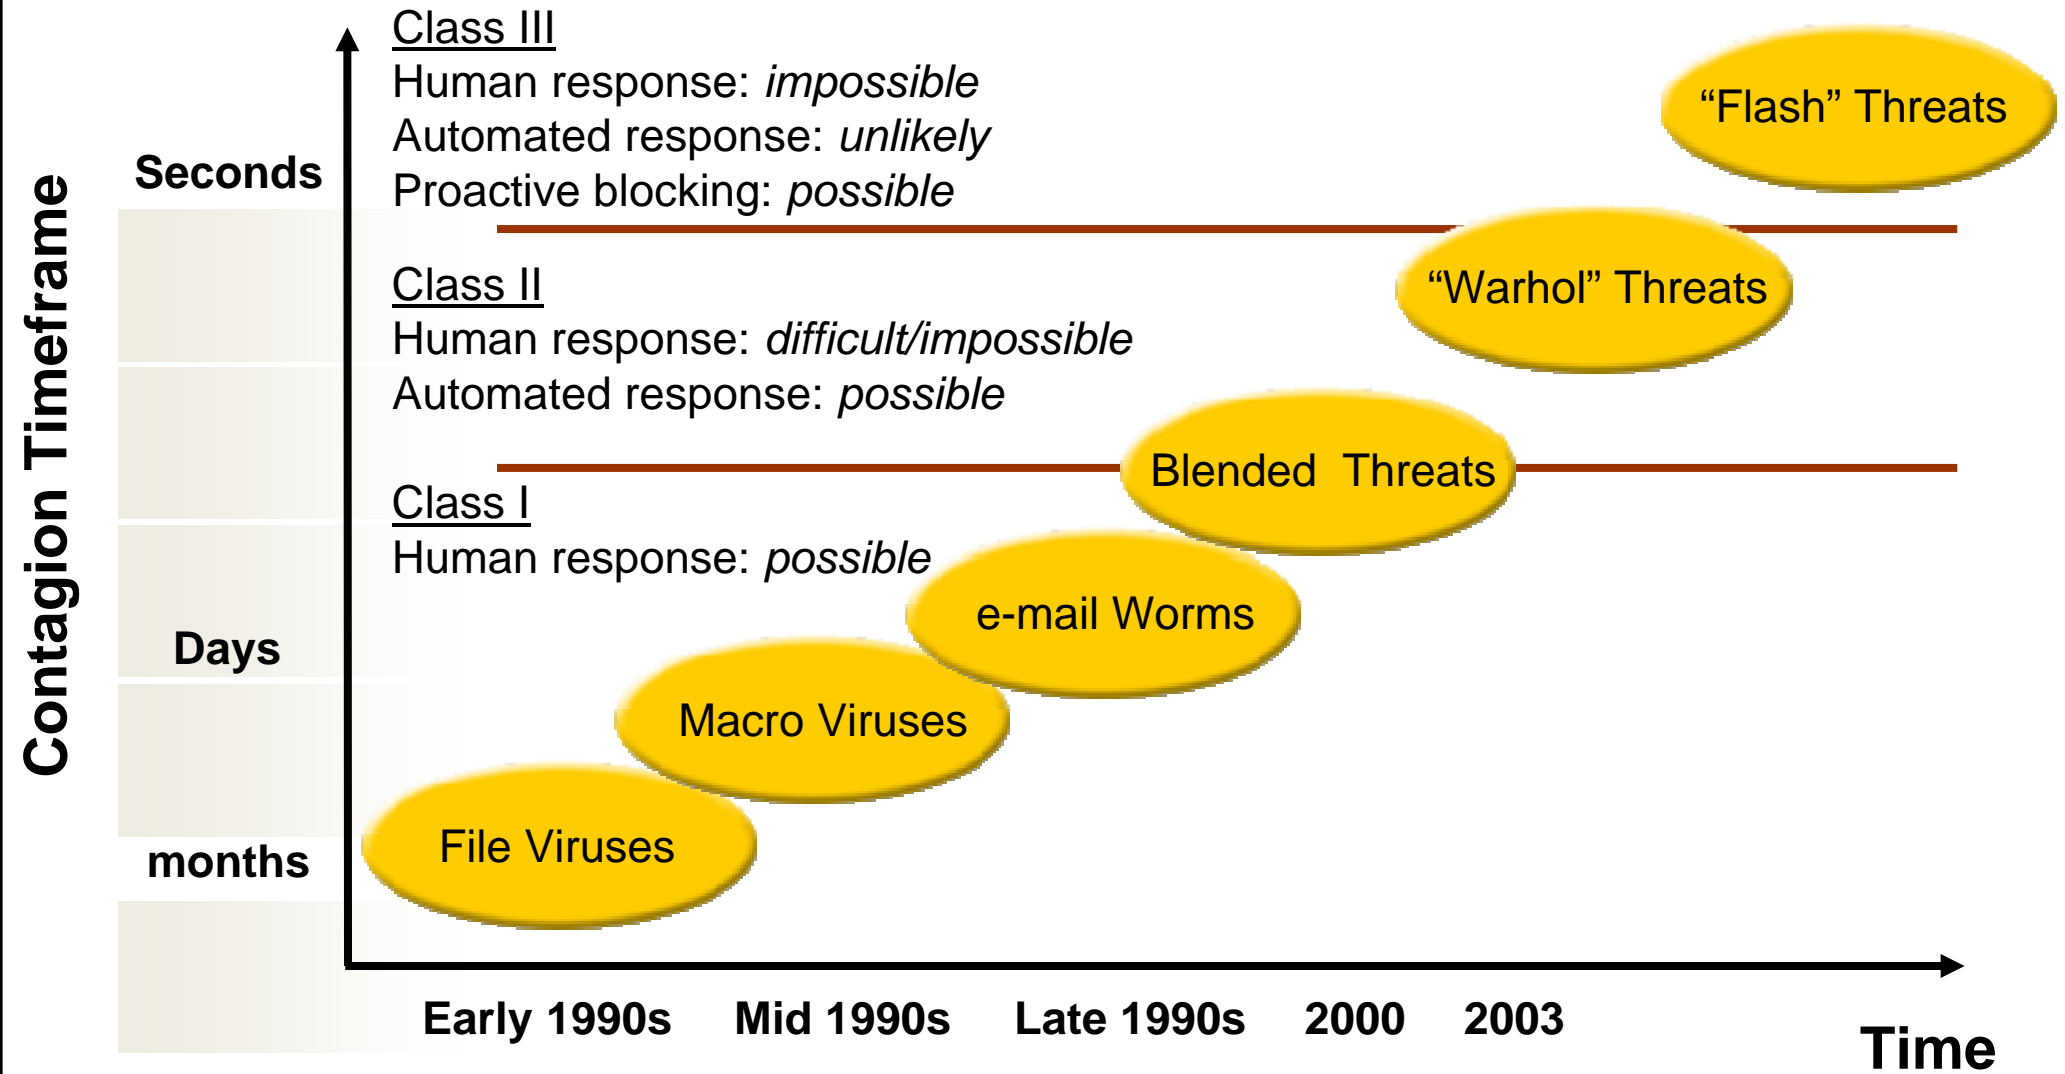 Class III
Human response: impossible
Automated response: unlikely
Proactive blocking: possible
“Flash” Threats
Seconds
Contagion Timeframe
Class II
Human response: difficult/impossible
Automated response: possible
“Warhol” Threats
Blended  Threats
Class I
Human response: possible
e-mail Worms
Days
Macro Viruses
File Viruses
months
Early 1990s
Mid 1990s
Late 1990s
2000
2003
Time